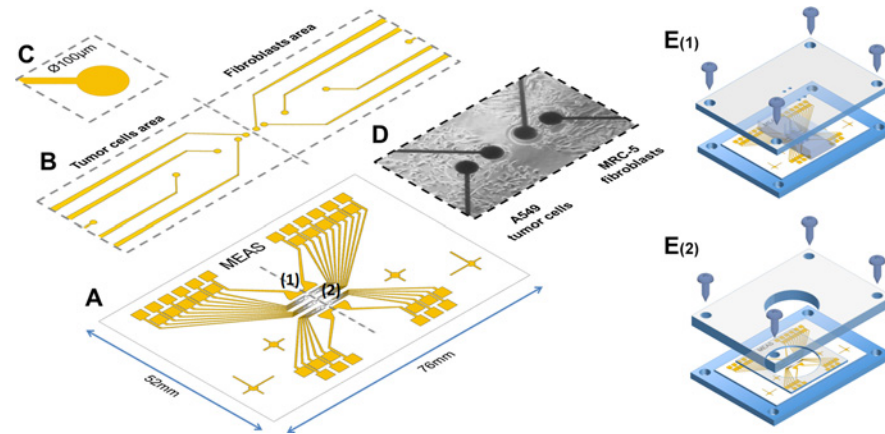 C
Ø100µm
Fibroblasts area
Tumor cells area
B
D
MRC-5
fibroblasts
A549
tumor cells
A
MEAS
(1)
(2)
52mm
76mm
E(1)
E(2)
MEAS